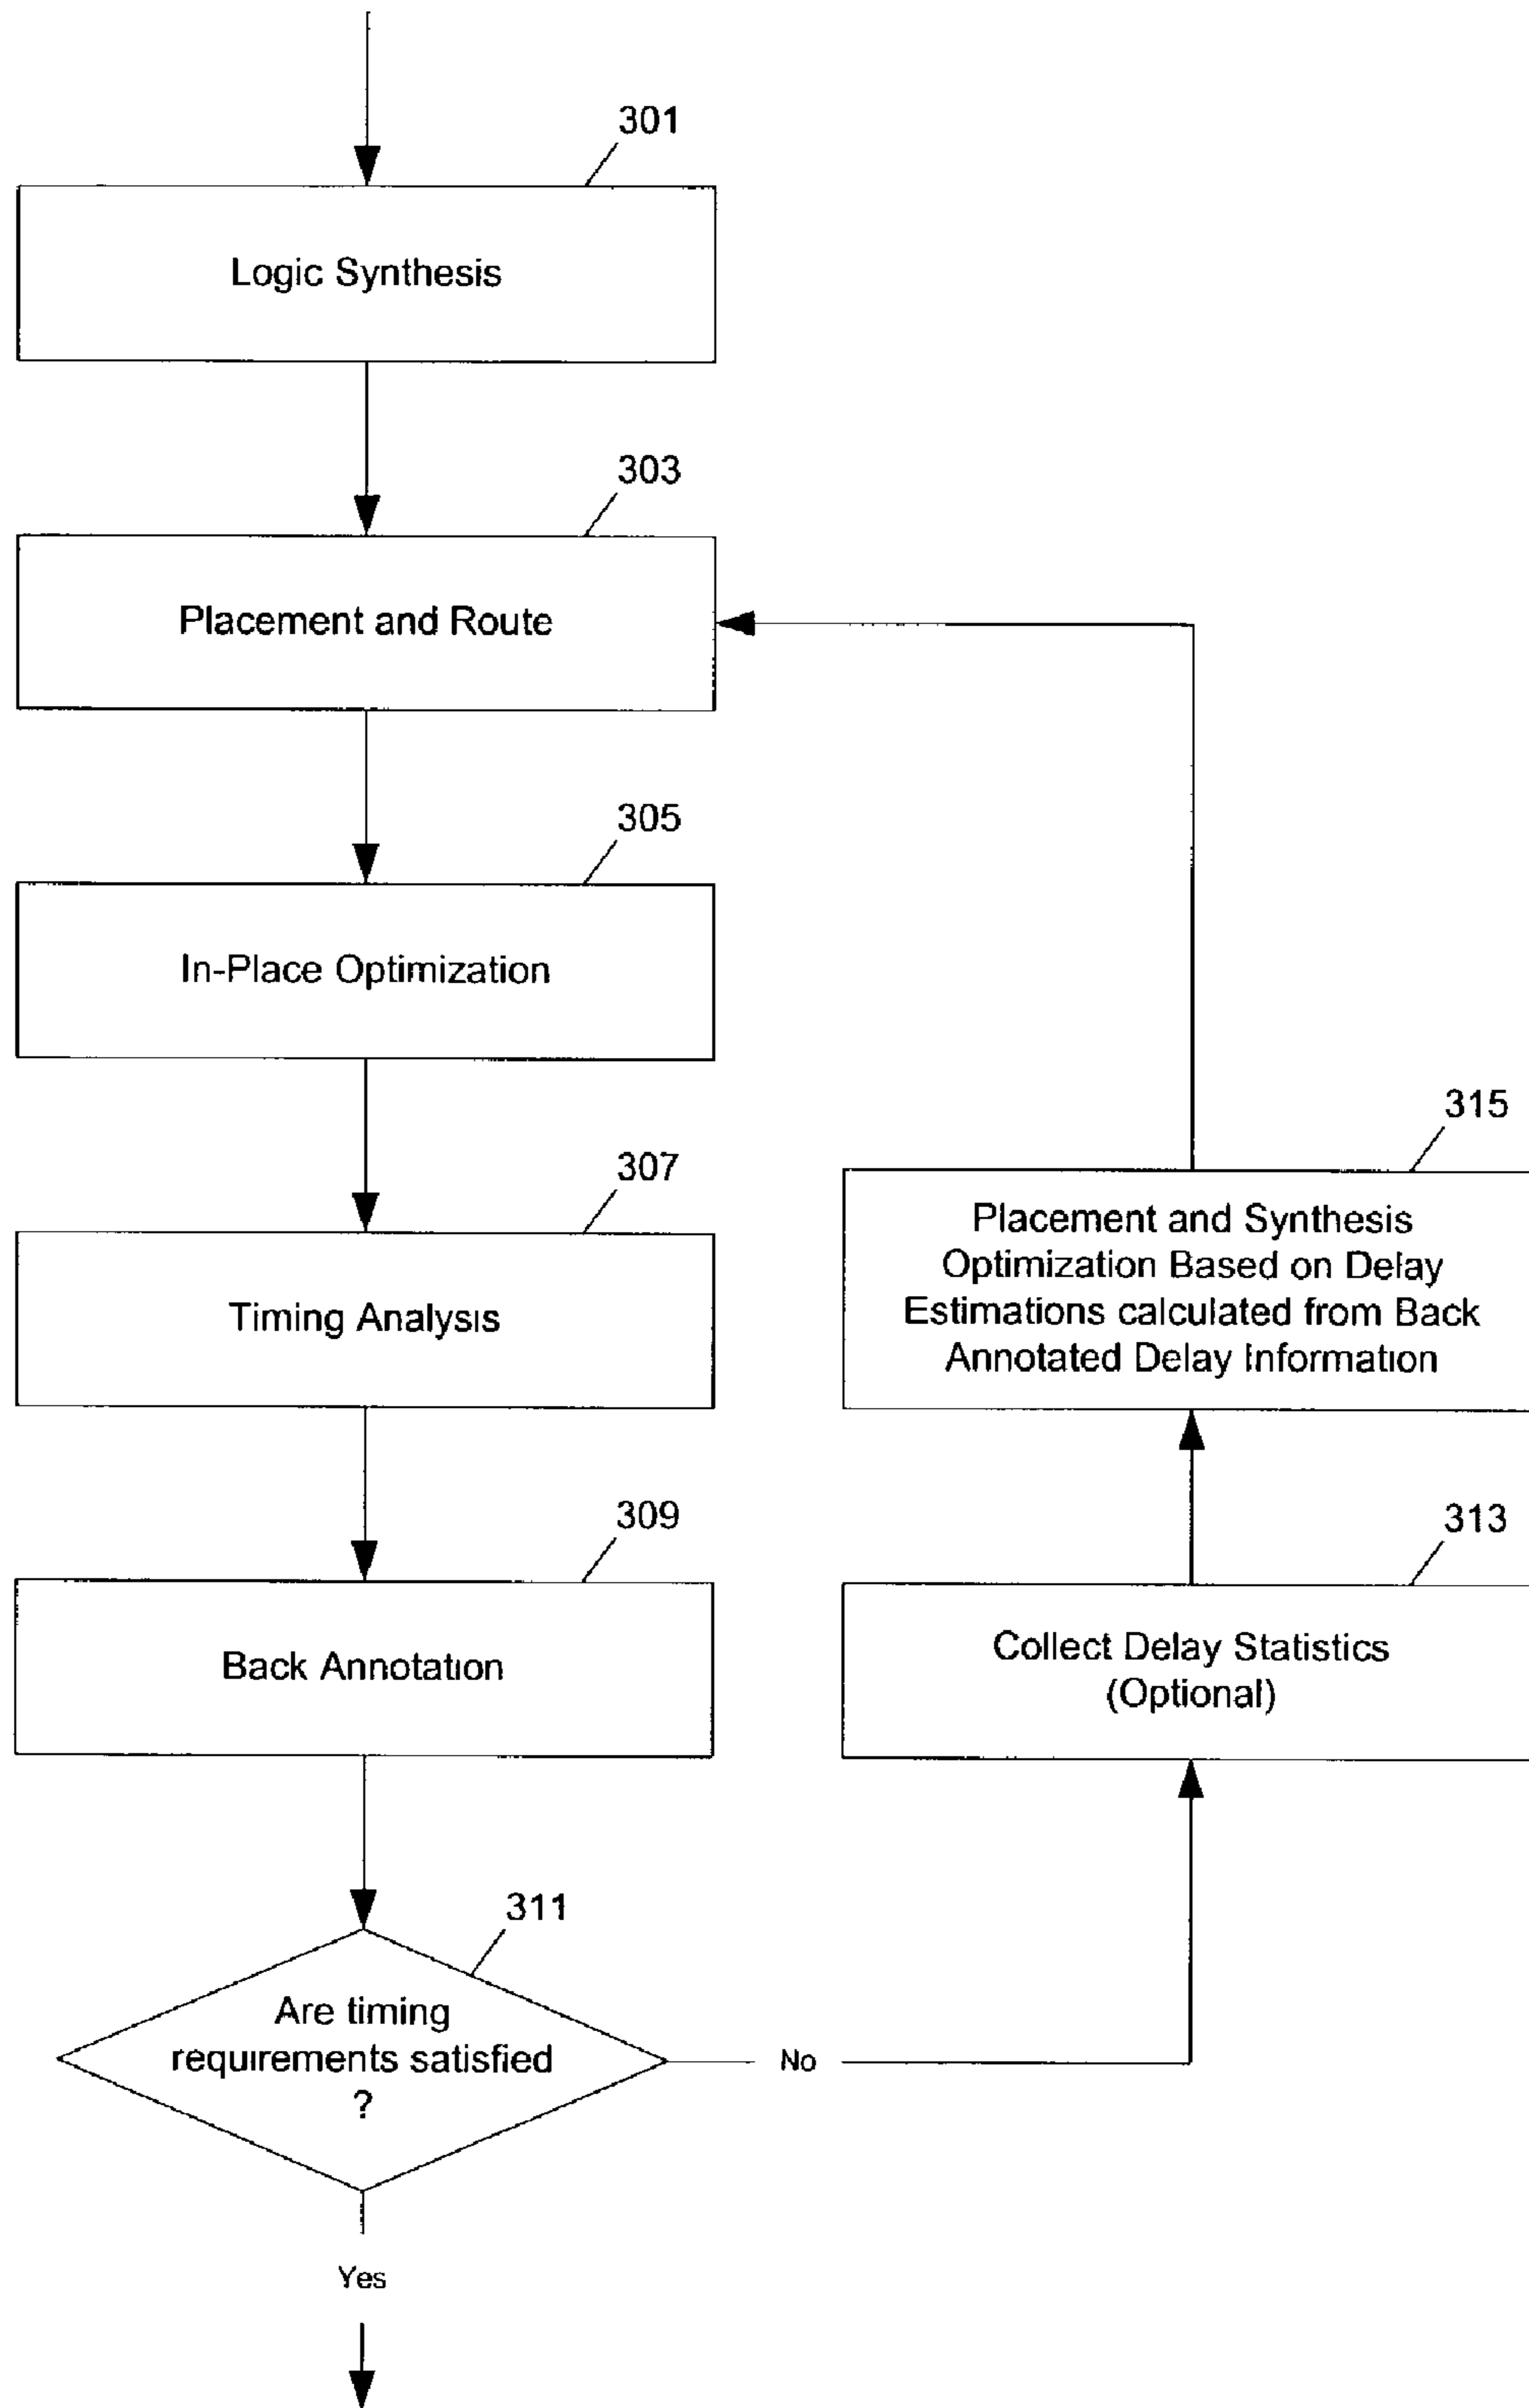 301
Logic Synthesis
303
Placement and Route
305
In-Place Optimization
307
Timing Analysis
309
Back Annotation
311
Are timing
requirements satisfied
?
No
Yes
315
Placement and Synthesis
Optimization Based on Delay
Estimations calculated from Back
Annotated Delay Information
313
Collect Delay Statistics
(Optional)